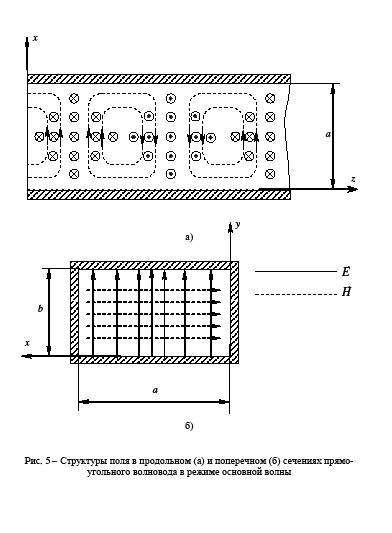 x
a
z
а)
y
E
H
b
x
a
б)
Рис. 5 – Структуры поля в продольном (а) и поперечном (б) сечениях прямо-
угольного волновода в режиме основной волны